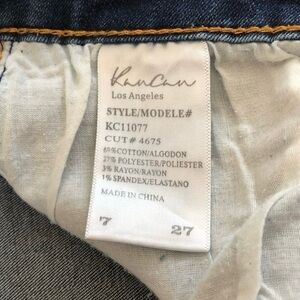 KanCan
Los Angeles
STYLE/MODELE#
KC11077
CUT# 4675
69%COTTON/ALGODON
27% POLYESTER/POLIESTER
3% RAYON/RAYON
1% SPANDEX/ELASTANO
MADE IN CHINA
7 27